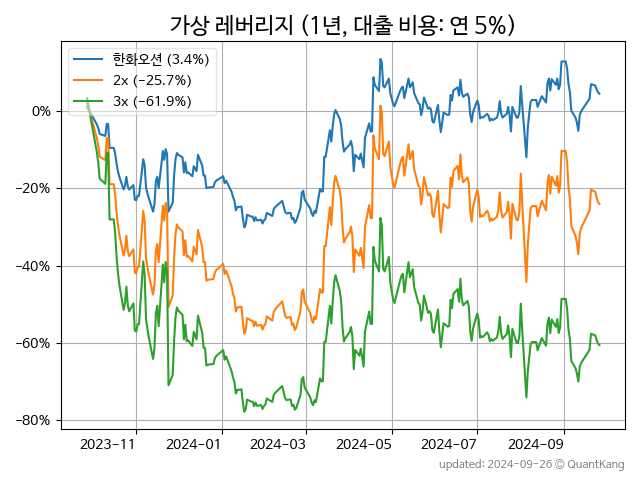 가상 레버리지 (1년, 대출 비용: 연 5%)
한화오션 (3.4%)
2x (−25.7%)
3x (−61.9%)
0%
−20%
−40%
−60%
−80%
2023−11 2024−01 2024−03 2024−05 2024−07 2024−09
updated: 2024−09−26 © QuantKang